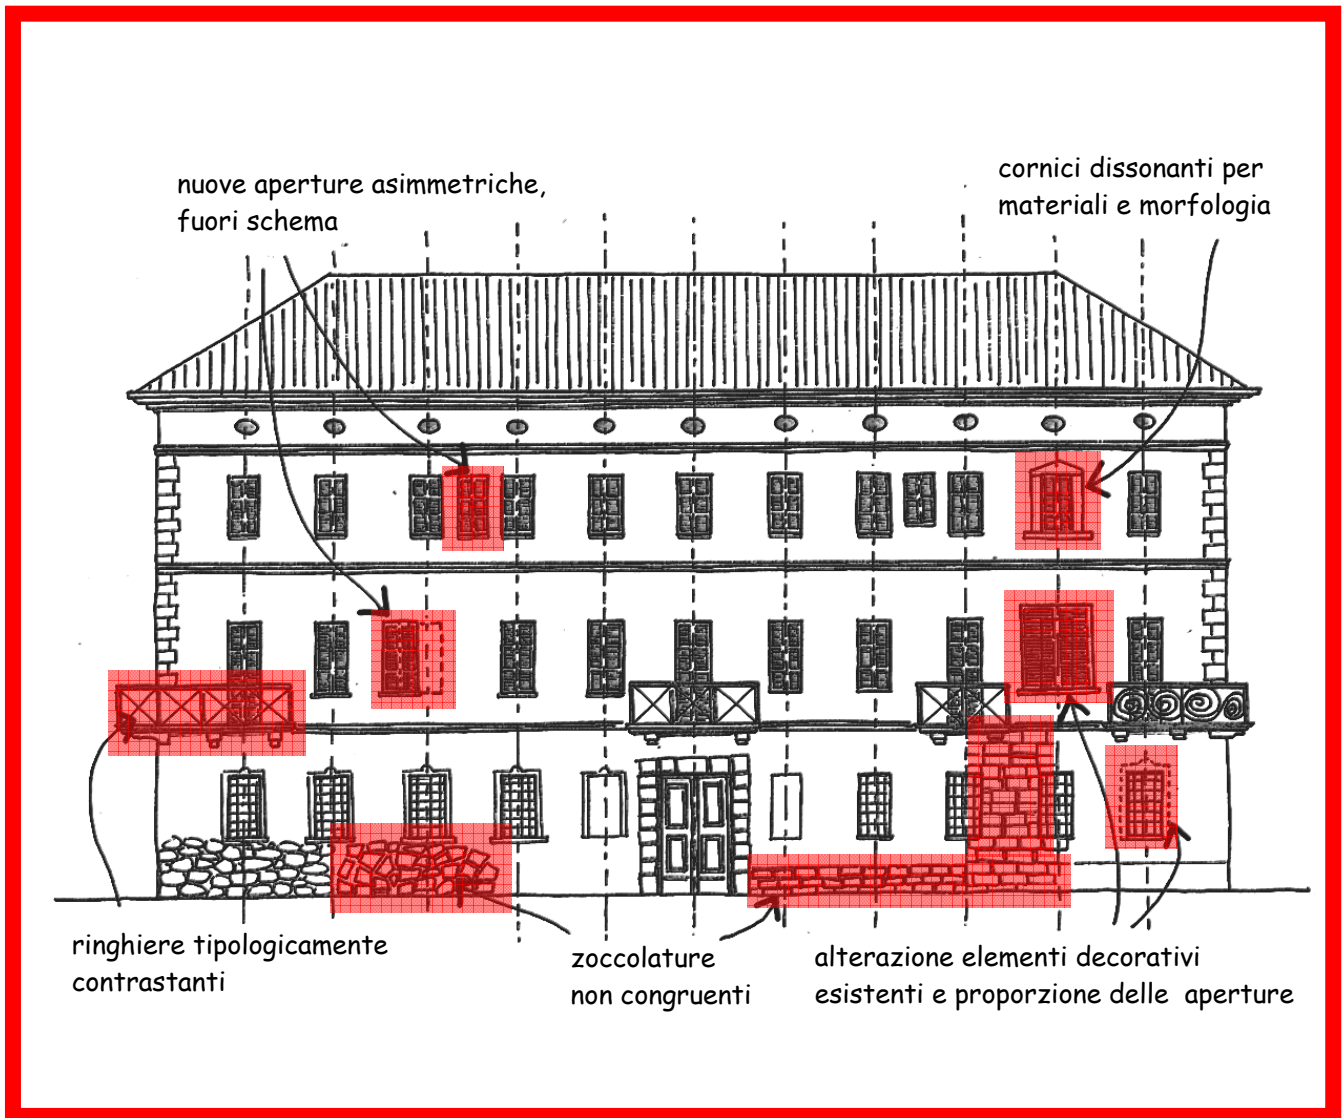 nuove aperture asimmetriche,
fuori schema
cornici dissonanti per
materiali e morfologia
ringhiere tipologicamente
contrastanti
zoccolature
non congruenti
alterazione elementi decorativi
esistenti e proporzione delle aperture